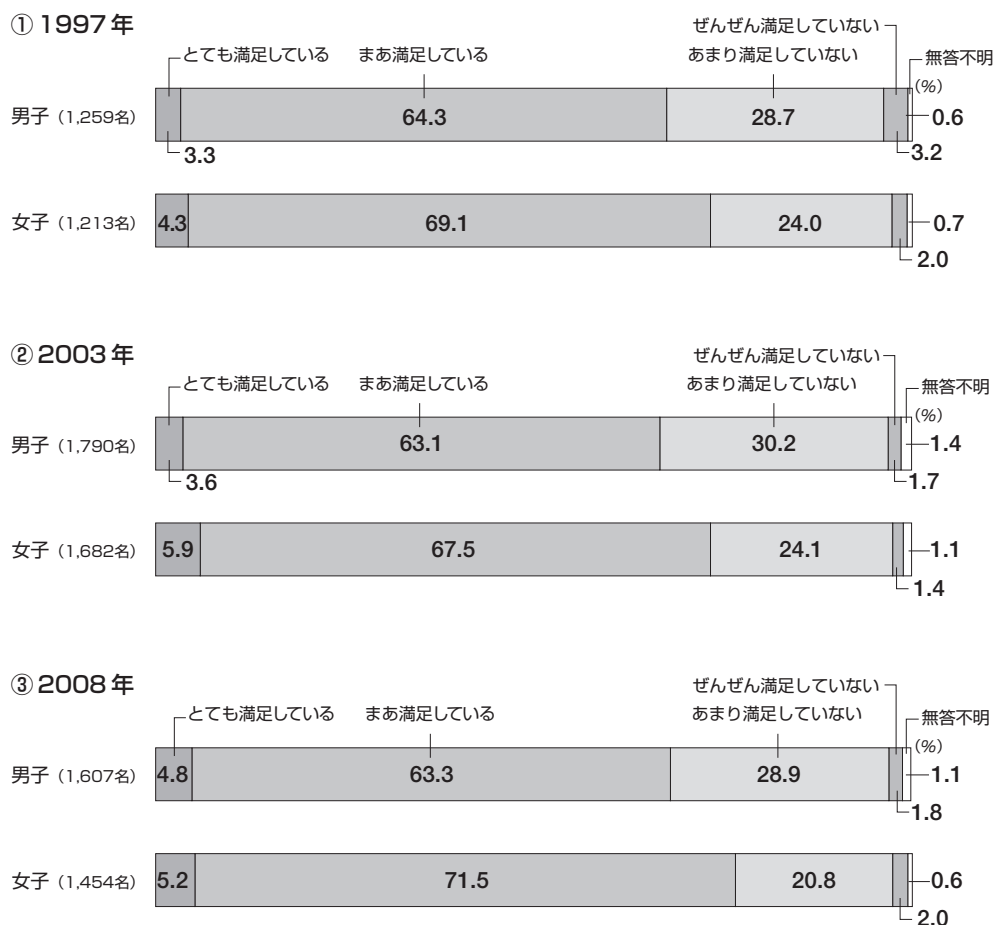 ① 1997年
ぜんぜん満足していない
とても満足している まあ満足している あまり満足していない 無答不明
(%)
男子（1,259名） 64.3 28.7 0.6
3.3 3.2
女子（1,213名） 4.3 69.1 24.0 0.7
2.0
② 2003年
ぜんぜん満足していない
とても満足している まあ満足している あまり満足していない 無答不明
(%)
男子（1,790名） 63.1 30.2 1.4
3.6 1.7
女子（1,682名） 5.9 67.5 24.1 1.1
1.4
③ 2008年
ぜんぜん満足していない
とても満足している まあ満足している あまり満足していない 無答不明
(%)
男子（1,607名） 4.8 63.3 28.9 1.1
1.8
女子（1,454名） 5.2 71.5 20.8 0.6
2.0